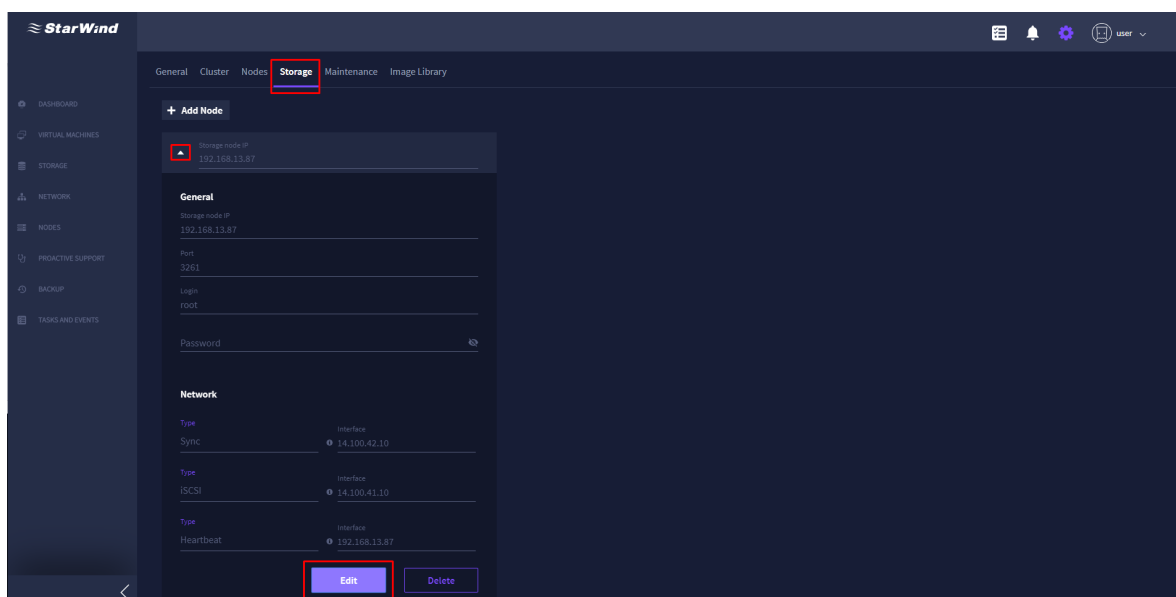 StarWind
user
General Cluster Nodes Storage Maintenance Image Library
DASHBOARD
VIRTUAL MACHINES
STORAGE
NETWORK
NODES
PROACTIVE SUPPORT
BACKUP
TASKS AND EVENTS
+ Add Node
Storage node IP
192.168.13.87
General
Storage node IP
192.168.13.87
Port
3261
Login
root
Password
Network
Type
Interface
Sync
14.100.42.10
Type
Interface
iSCSI
14.100.41.10
Type
Interface
Heartbeat
192.168.13.87
Edit Delete